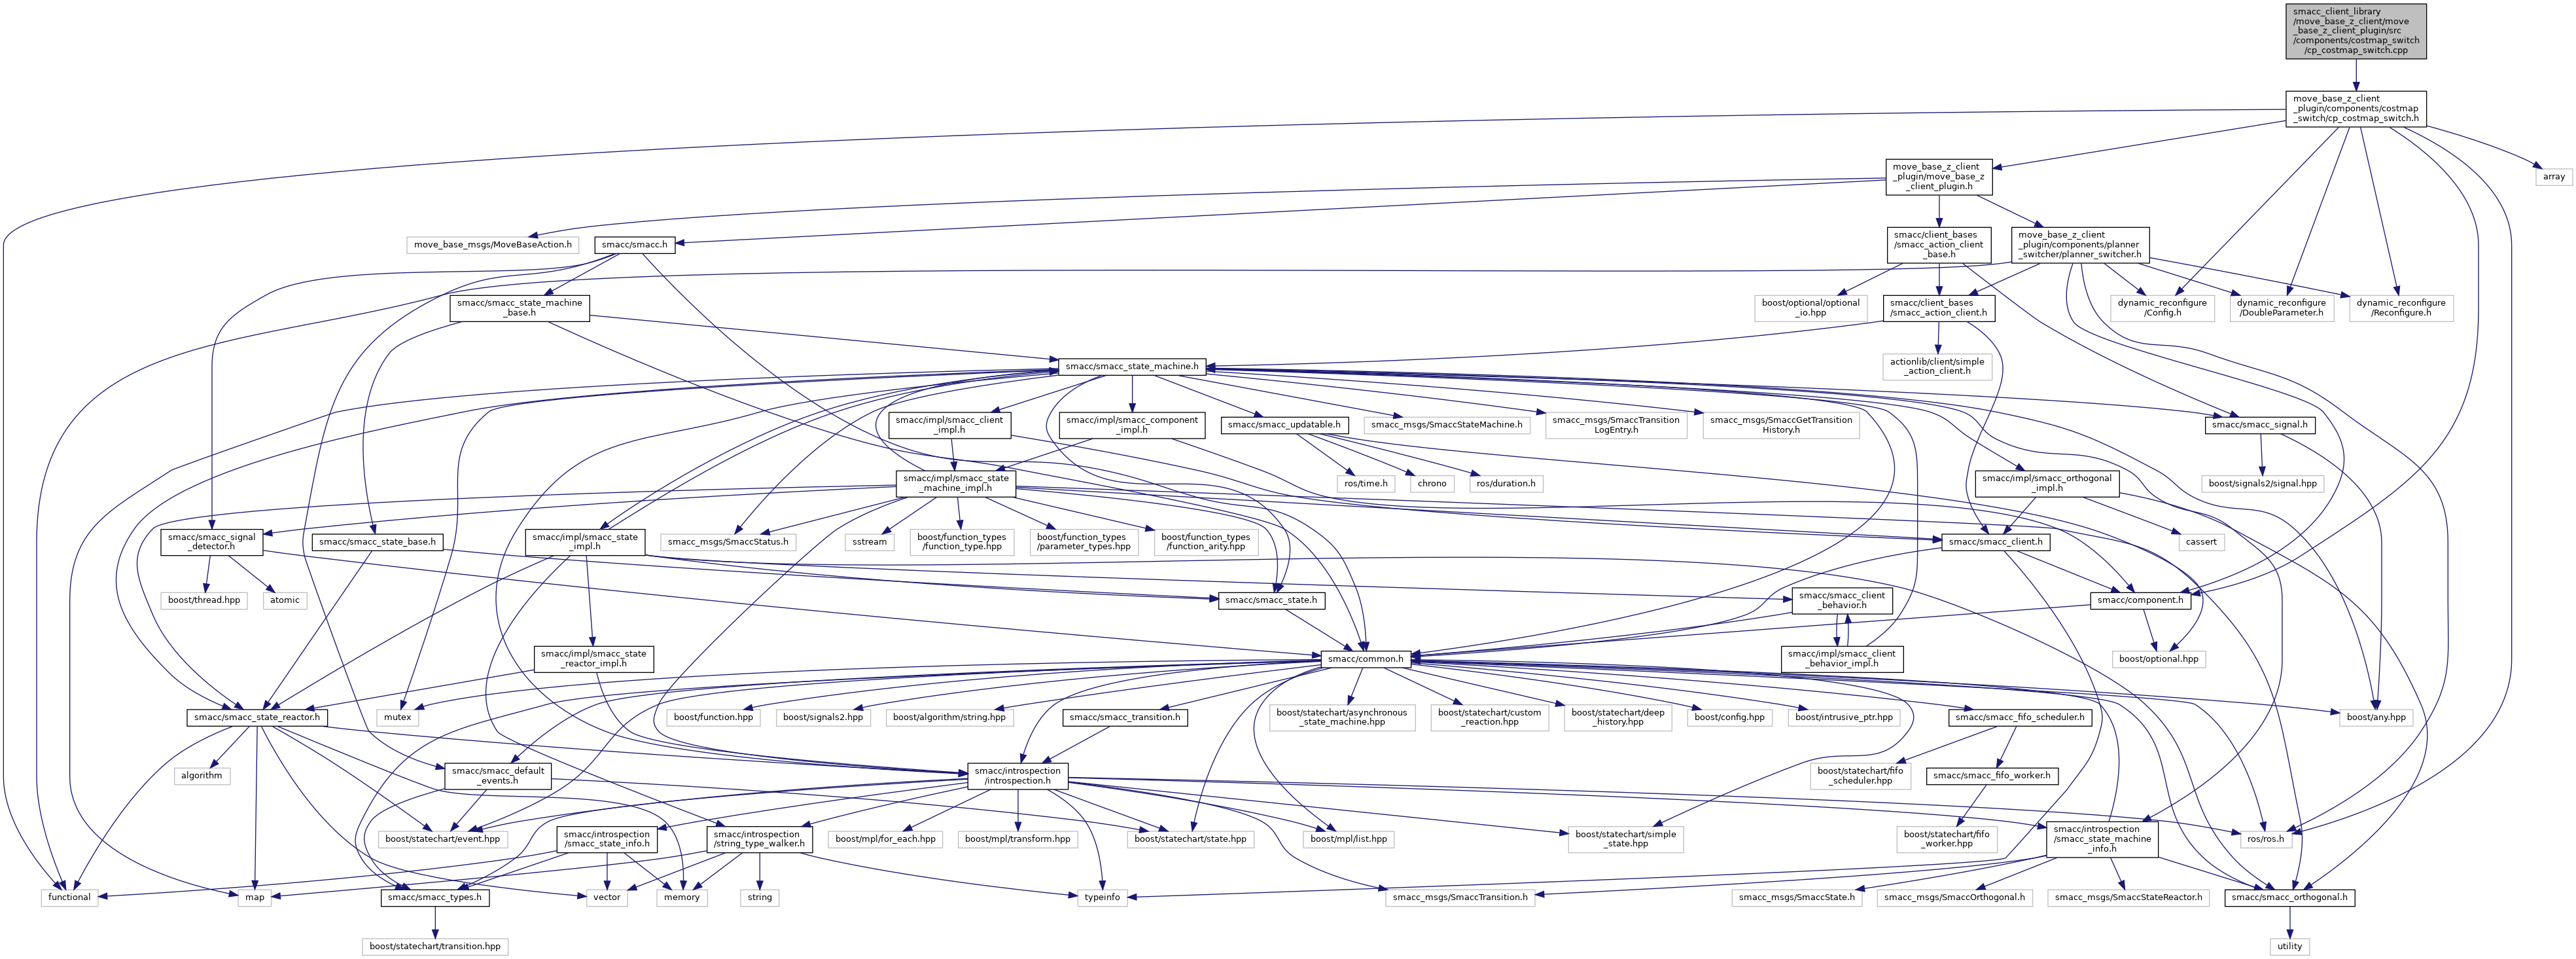 smacc_client_library
/move_base_z_client/move
_base_z_client_plugin/src
/components/costmap_switch
/cp_costmap_switch.cpp
move_base_z_client
_plugin/components/costmap
_switch/cp_costmap_switch.h
move_base_z_client
_plugin/move_base_z
_client_plugin.h
array
move_base_msgs/MoveBaseAction.h
smacc/smacc.h
smacc/client_bases
/smacc_action_client
_base.h
move_base_z_client
_plugin/components/planner
_switcher/planner_switcher.h
smacc/smacc_state_machine
_base.h
boost/optional/optional
_io.hpp
smacc/client_bases
/smacc_action_client.h
dynamic_reconfigure
/Config.h
dynamic_reconfigure
/DoubleParameter.h
dynamic_reconfigure
/Reconfigure.h
smacc/smacc_state_machine.h
actionlib/client/simple
_action_client.h
smacc/impl/smacc_client
_impl.h
smacc/impl/smacc_component
_impl.h
smacc/smacc_updatable.h
smacc_msgs/SmaccStateMachine.h
smacc_msgs/SmaccTransition
LogEntry.h
smacc_msgs/SmaccGetTransition
History.h
smacc/smacc_signal.h
smacc/impl/smacc_state
_machine_impl.h
ros/time.h
chrono
ros/duration.h
smacc/impl/smacc_orthogonal
_impl.h
boost/signals2/signal.hpp
smacc/smacc_signal
_detector.h
smacc/smacc_state_base.h
smacc/impl/smacc_state
_impl.h
smacc_msgs/SmaccStatus.h
sstream
boost/function_types
/function_type.hpp
boost/function_types
/parameter_types.hpp
boost/function_types
/function_arity.hpp
smacc/smacc_client.h
cassert
boost/thread.hpp
atomic
smacc/smacc_state.h
smacc/smacc_client
_behavior.h
smacc/component.h
smacc/impl/smacc_state
_reactor_impl.h
smacc/common.h
smacc/impl/smacc_client
_behavior_impl.h
boost/optional.hpp
smacc/smacc_state_reactor.h
mutex
boost/function.hpp
boost/signals2.hpp
boost/algorithm/string.hpp
smacc/smacc_transition.h
boost/statechart/asynchronous
_state_machine.hpp
boost/statechart/custom
_reaction.hpp
boost/statechart/deep
_history.hpp
boost/config.hpp
boost/intrusive_ptr.hpp
smacc/smacc_fifo_scheduler.h
boost/any.hpp
algorithm
smacc/smacc_default
_events.h
smacc/introspection
/introspection.h
boost/statechart/fifo
_scheduler.hpp
smacc/smacc_fifo_worker.h
boost/statechart/event.hpp
smacc/introspection
/smacc_state_info.h
smacc/introspection
/string_type_walker.h
boost/mpl/for_each.hpp
boost/mpl/transform.hpp
boost/statechart/state.hpp
boost/mpl/list.hpp
boost/statechart/simple
_state.hpp
boost/statechart/fifo
_worker.hpp
smacc/introspection
/smacc_state_machine
_info.h
ros/ros.h
functional
map
smacc/smacc_types.h
vector
memory
string
typeinfo
smacc_msgs/SmaccTransition.h
smacc_msgs/SmaccState.h
smacc_msgs/SmaccOrthogonal.h
smacc_msgs/SmaccStateReactor.h
smacc/smacc_orthogonal.h
boost/statechart/transition.hpp
utility